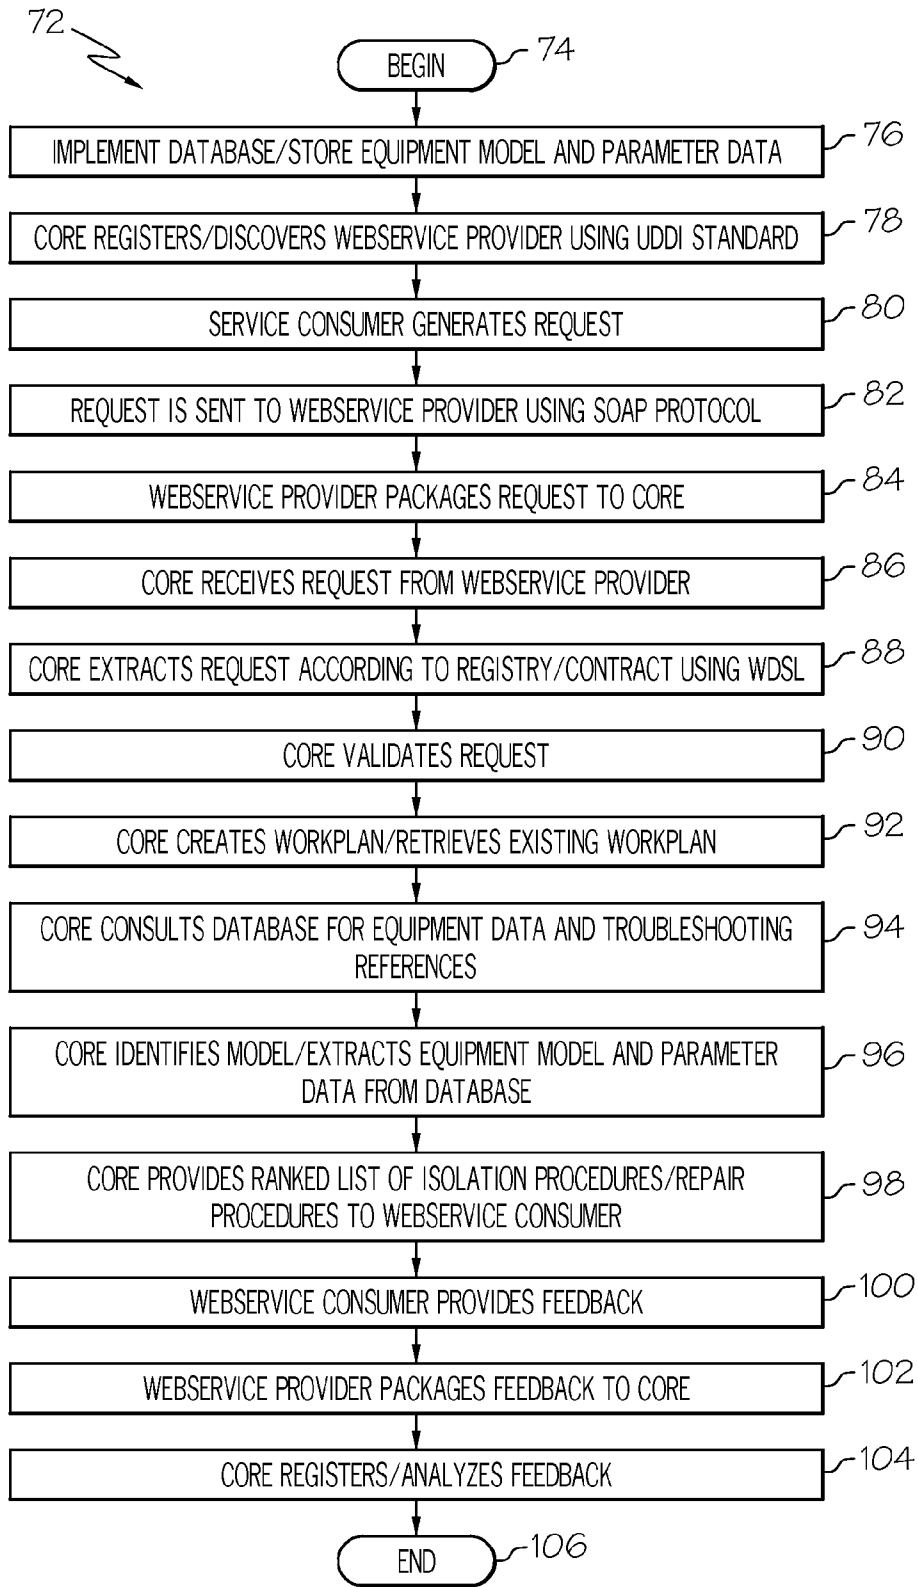 72
BEGIN
74
IMPLEMENT DATABASE/STORE EQUIPMENT MODEL AND PARAMETER DATA
76
CORE REGISTERS/DISCOVERS WEBSERVICE PROVIDER USING UDDI STANDARD
78
SERVICE CONSUMER GENERATES REQUEST
80
REQUEST IS SENT TO WEBSERVICE PROVIDER USING SOAP PROTOCOL
82
WEBSERVICE PROVIDER PACKAGES REQUEST TO CORE
84
CORE RECEIVES REQUEST FROM WEBSERVICE PROVIDER
86
CORE EXTRACTS REQUEST ACCORDING TO REGISTRY/CONTRACT USING WDSL
88
CORE VALIDATES REQUEST
90
CORE CREATES WORKPLAN/RETRIEVES EXISTING WORKPLAN
92
CORE CONSULTS DATABASE FOR EQUIPMENT DATA AND TROUBLESHOOTING
REFERENCES
94
CORE IDENTIFIES MODEL/EXTRACTS EQUIPMENT MODEL AND PARAMETER
DATA FROM DATABASE
96
CORE PROVIDES RANKED LIST OF ISOLATION PROCEDURES/REPAIR
PROCEDURES TO WEBSERVICE CONSUMER
98
WEBSERVICE CONSUMER PROVIDES FEEDBACK
100
WEBSERVICE PROVIDER PACKAGES FEEDBACK TO CORE
102
CORE REGISTERS/ANALYZES FEEDBACK
104
END
106